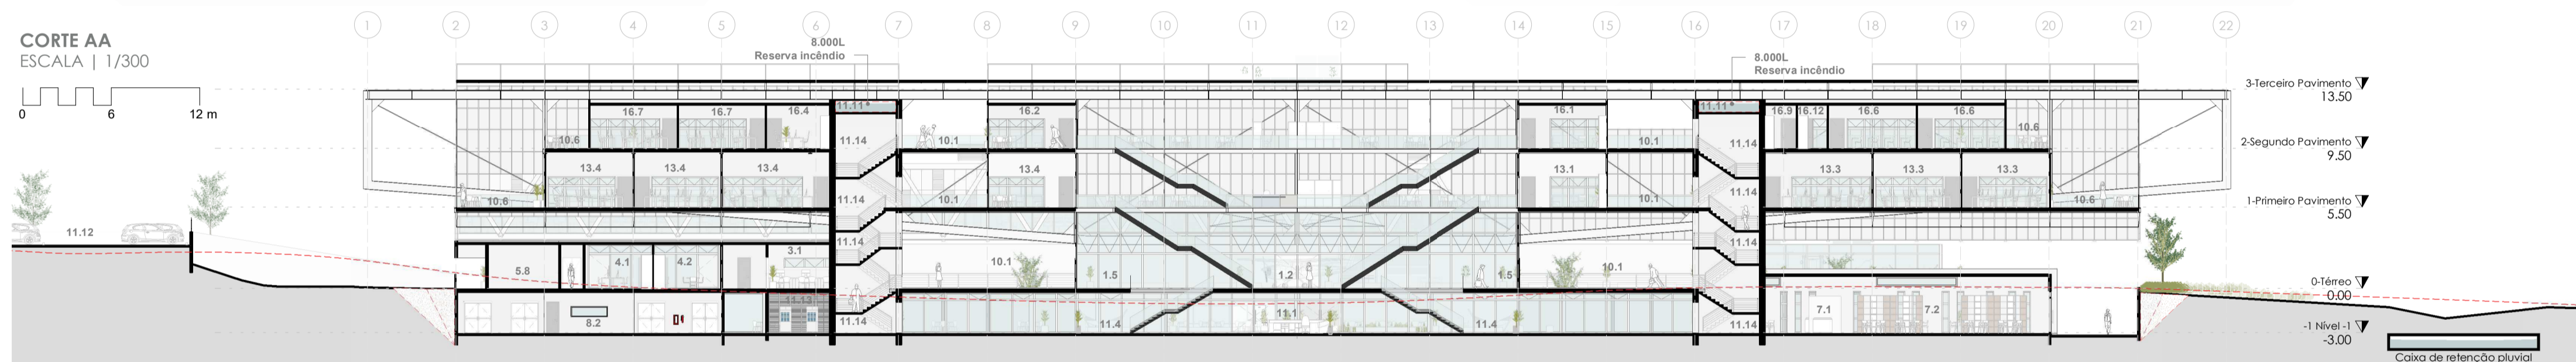 1 2 3 4 5 6 7 8 9 10 11 12 13 14 15 16 17 18 19 20 21 22
CORTE AA
ESCALA | 1/300
0 6 12 m
8.000L
Reserva incêndio
8.000L
Reserva incêndio
3-Terceiro Pavimento
13.50
11.11* 11.11*
16.7 16.7 16.4 16.2 16.1 16.9 16.12 16.6 16.6
10.6 11.14 10.1 10.1 11.14 10.6
2-Segundo Pavimento
9.50
13.4 13.4 13.4 13.4 13.1 13.3 13.3 13.3
10.6 11.14 10.1 10.1 11.14 10.6
1-Primeiro Pavimento
5.50
11.12
11.14 11.14
3.1
5.8 4.1 4.2 10.1 1.5 1.2 1.5 10.1
0-Térreo
0.00
11.13
8.2 11.14 11.4 11.1 11.4 11.14 7.1 7.2
-1 Nível -1
-3.00
Caixa de retenção pluvial